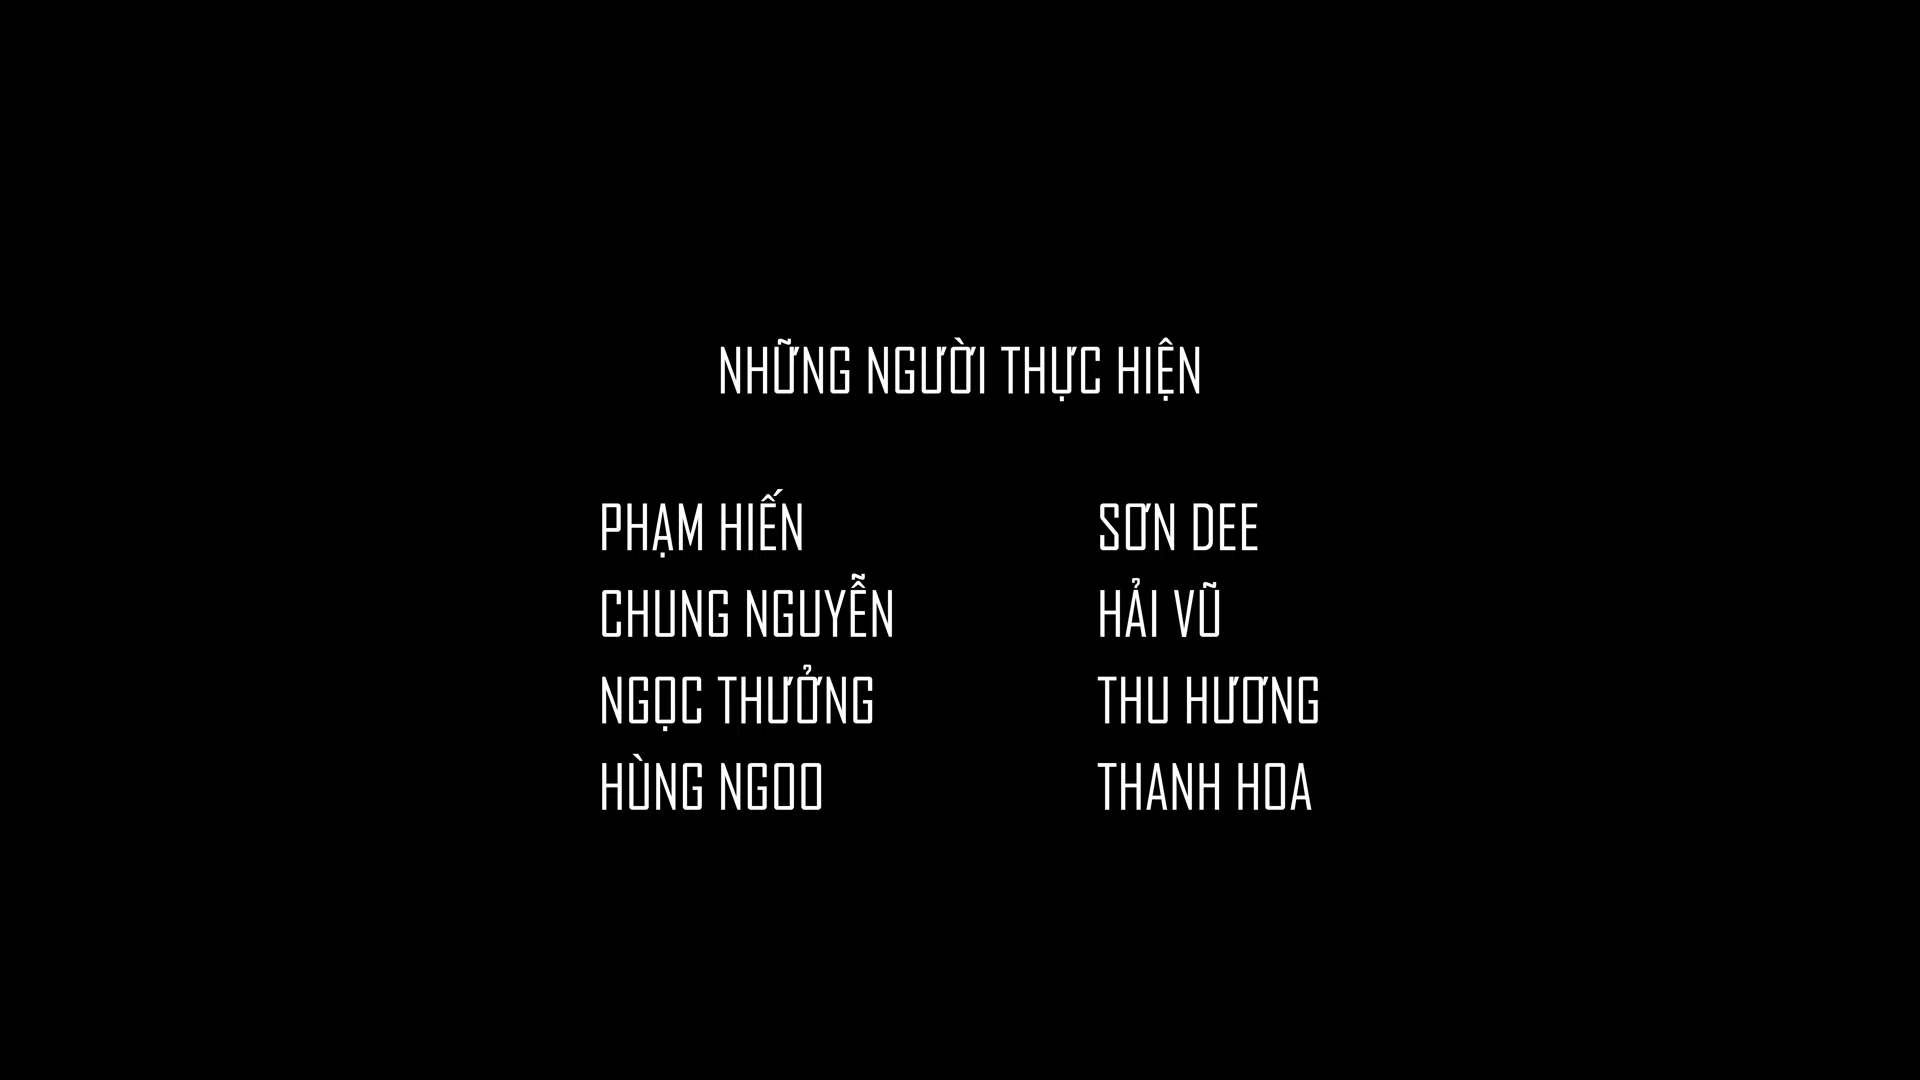 NHỮNG NGƯỜI THỰC HIỆN
PHẠM HIẾN
CHUNG NGUYỄN
NGỌC THƯỞNG
HÙNG NGOO
SƠN DEE
HẢI VŨ
THU HƯƠNG
THANH HOA